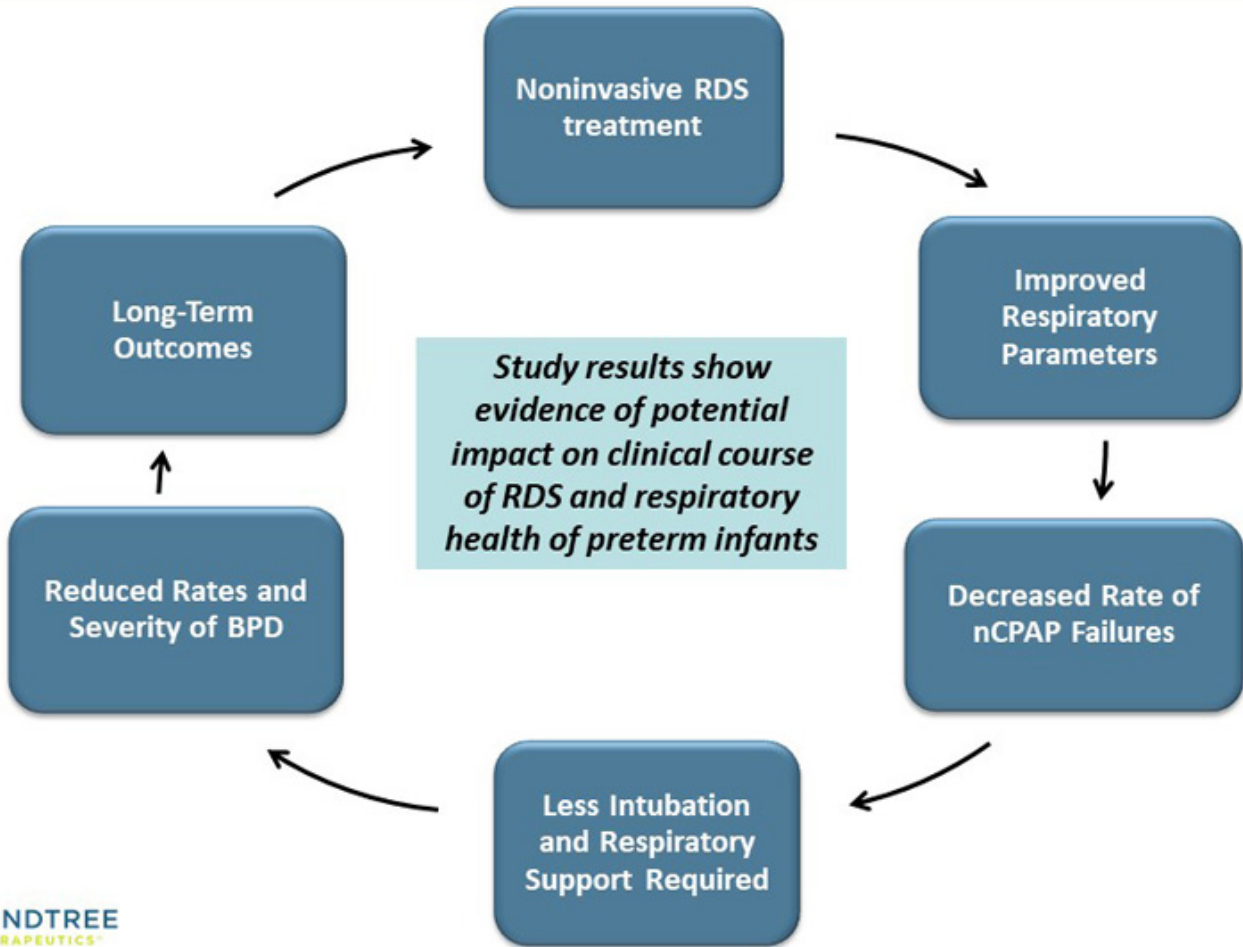 Noninvasive RDS
treatment
Improved
Respiratory
Parameters
Decreased Rate of
nCPAP Failures
Less Intubation
and Respiratory
Support Required
Reduced Rates and
Severity of BPD
Long-Term
Outcomes
Study results show
evidence of potential
impact on clinical course
of RDS and respiratory
health of preterm infants
NDTREE
RAPEUTICS